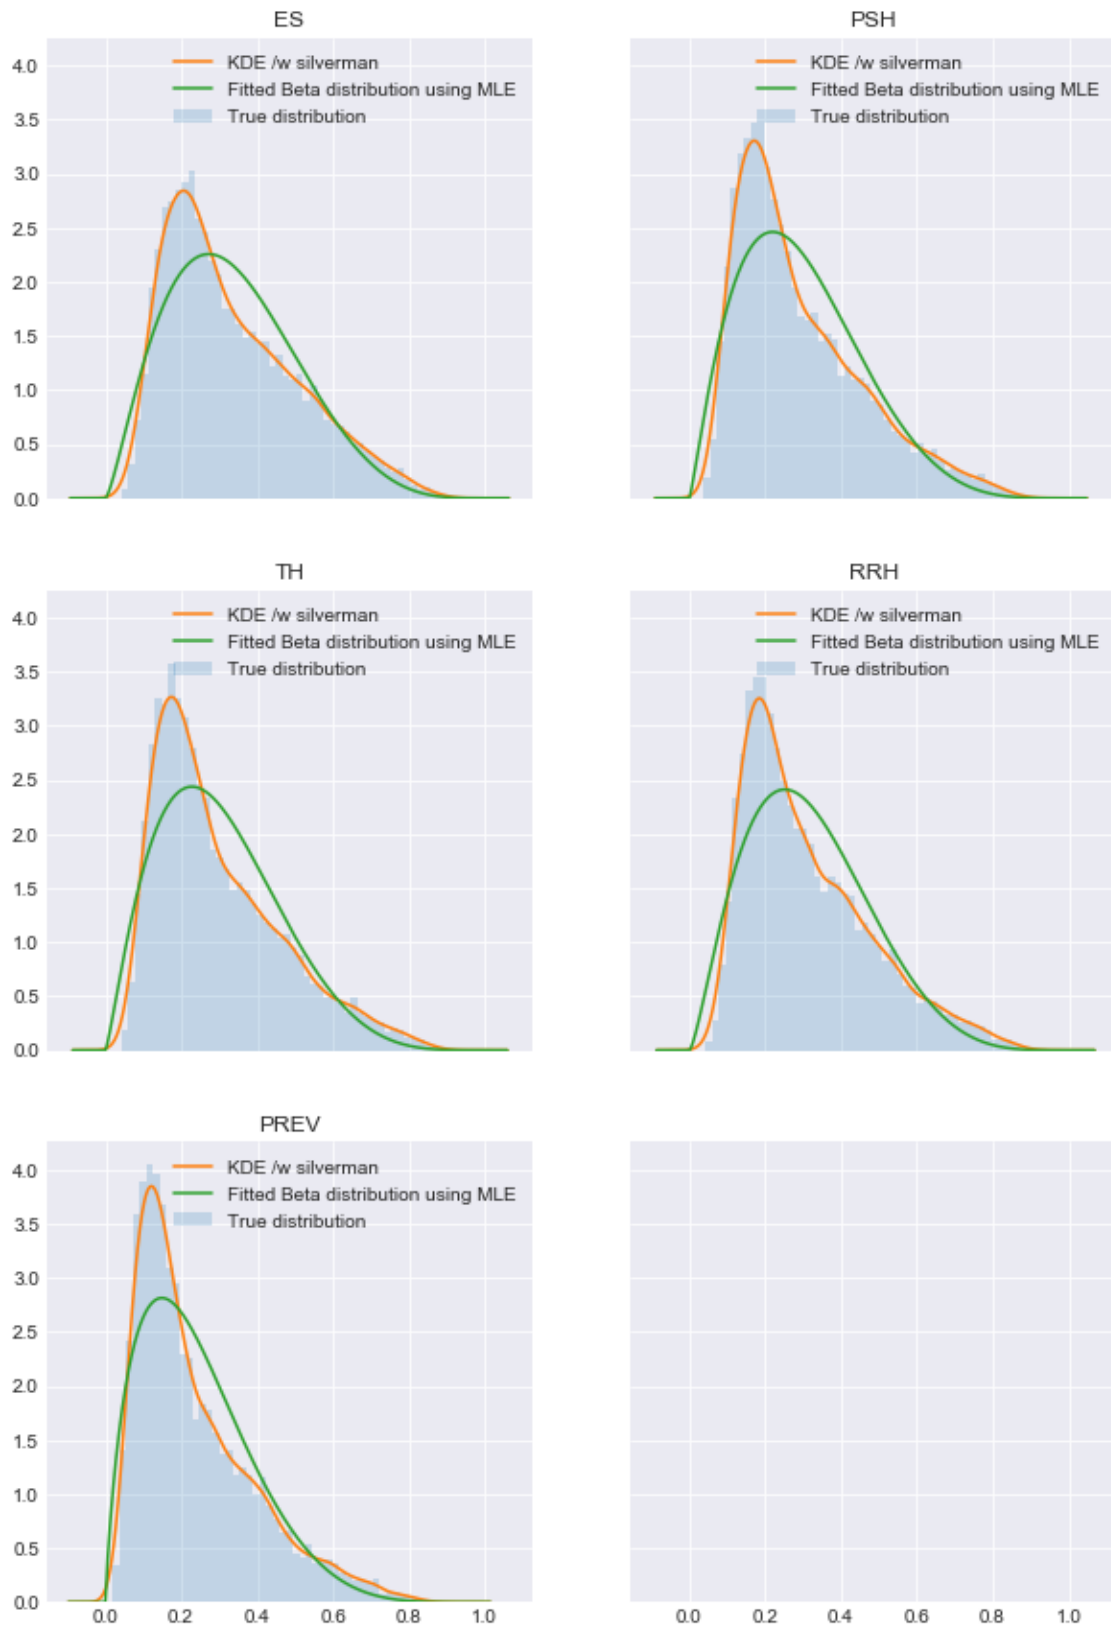 ES
KDE /w silverman
Fitted Beta distribution using MLE
True distribution
4.0
3.5
3.0
2.5
2.0
1.5
1.0
0.5
0.0
PSH
KDE /w silverman
Fitted Beta distribution using MLE
True distribution
TH
KDE /w silverman
Fitted Beta distribution using MLE
True distribution
4.0
3.5
3.0
2.5
2.0
1.5
1.0
0.5
0.0
RRH
KDE /w silverman
Fitted Beta distribution using MLE
True distribution
PREV
KDE /w silverman
Fitted Beta distribution using MLE
True distribution
4.0
3.5
3.0
2.5
2.0
1.5
1.0
0.5
0.0
0.0 0.2 0.4 0.6 0.8 1.0
0.0 0.2 0.4 0.6 0.8 1.0